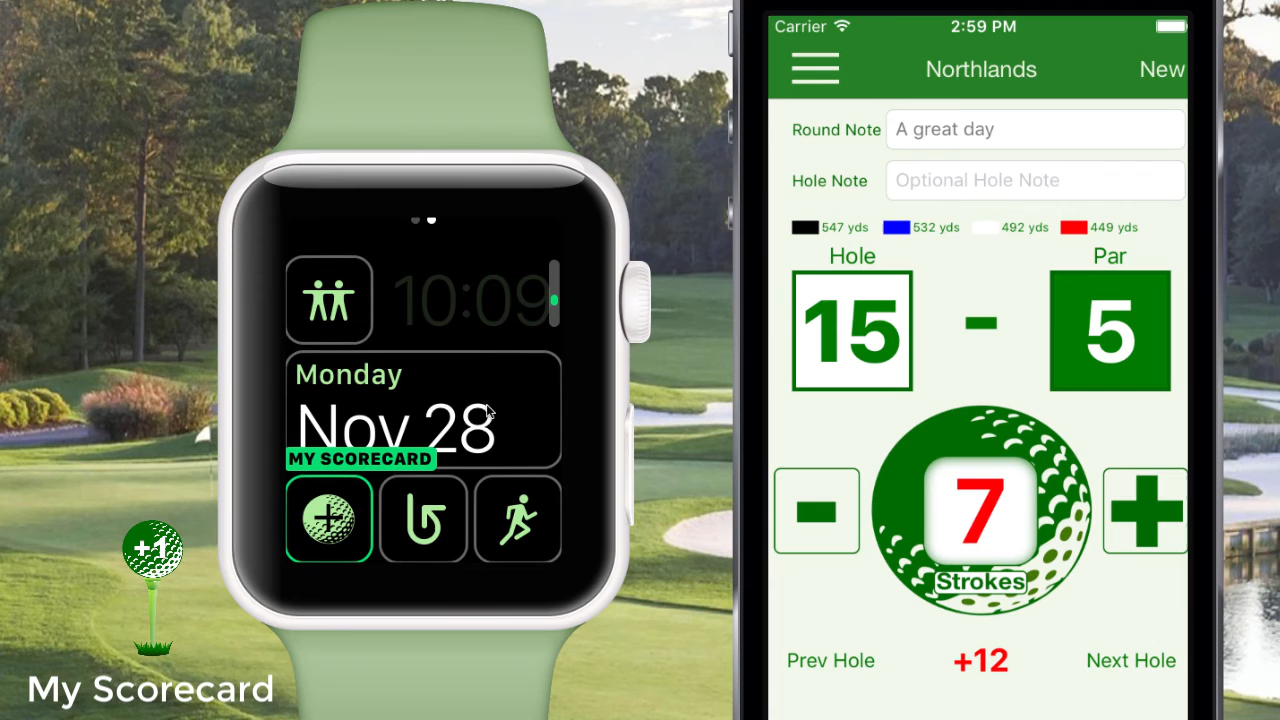 10:09
Monday
Nov 28
MY SCORECARD
+1
My Scorecard
Carrier 2:59 PM
Northlands New
Round Note A great day
Hole Note Optional Hole Note
547 yds 532 yds 492 yds 449 yds
Hole Par
15 - 5
- 7 +
Strokes
Prev Hole +12 Next Hole